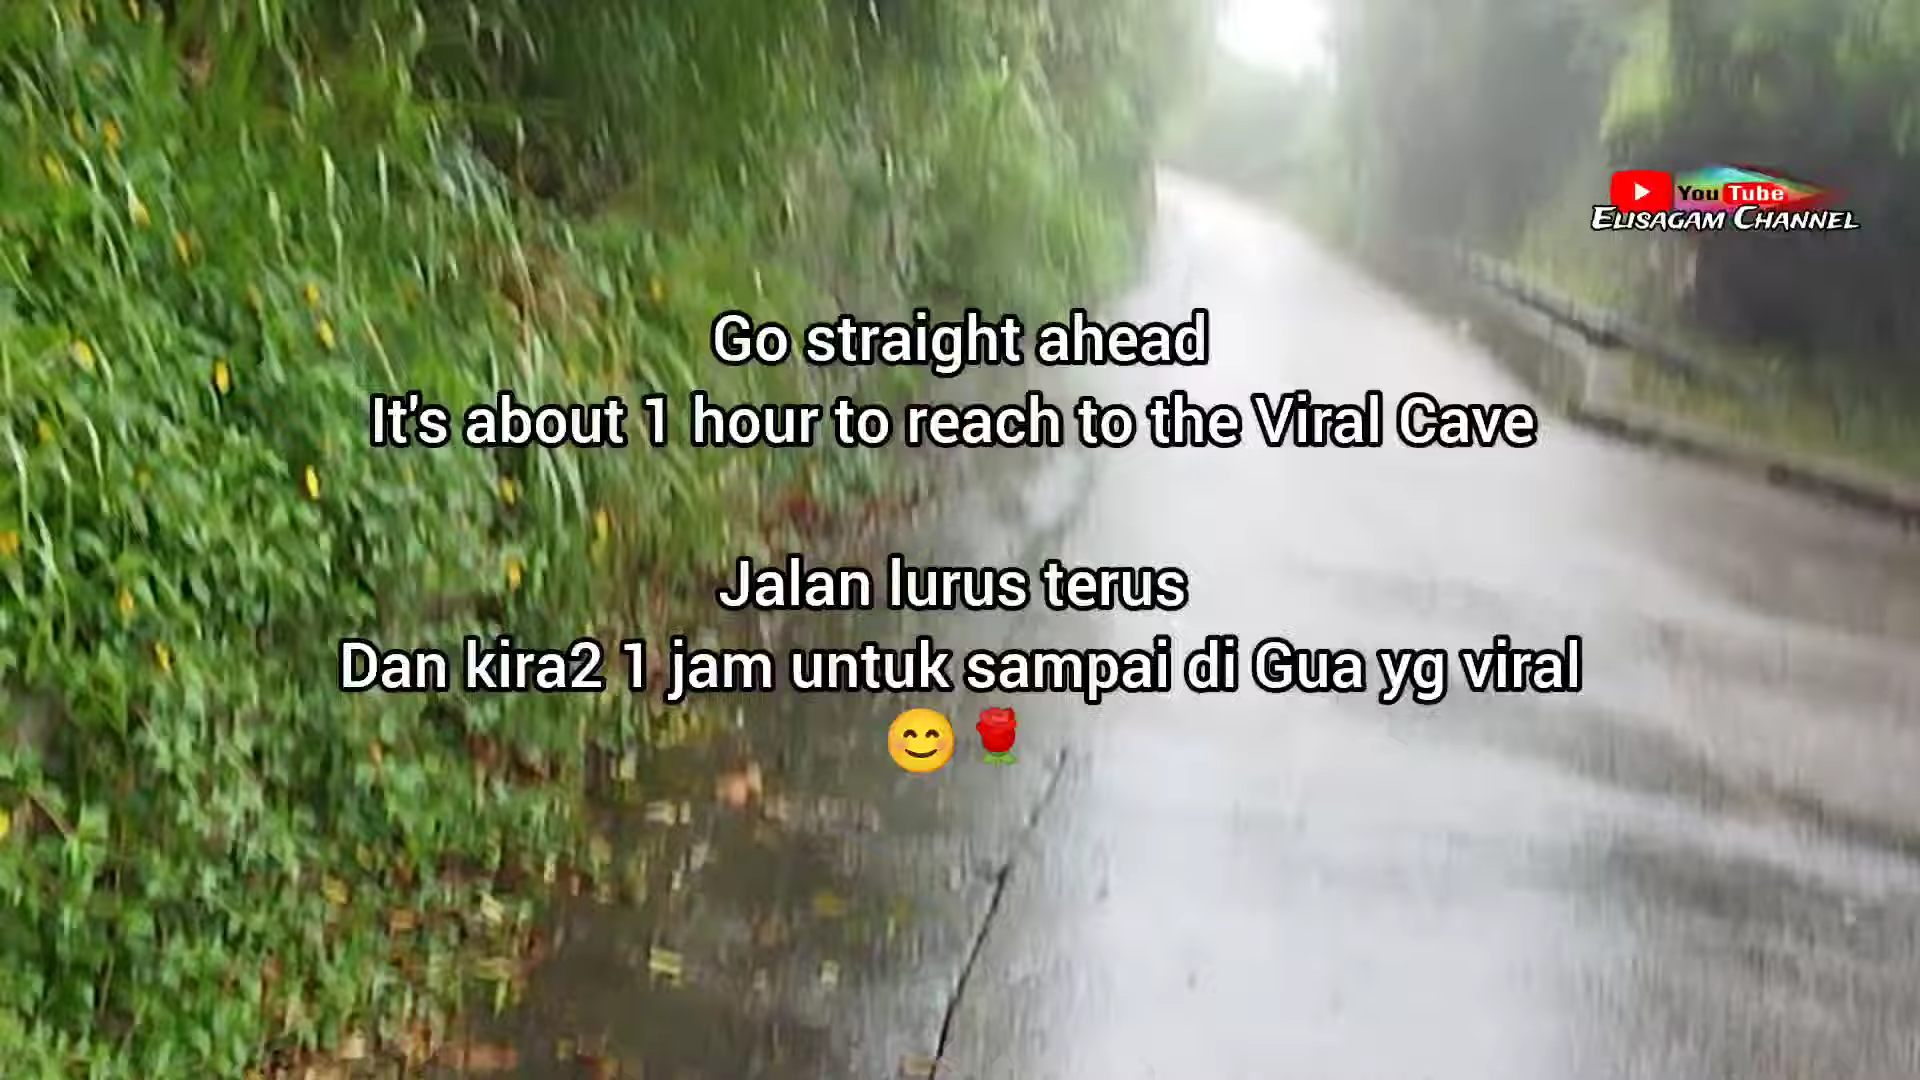 YouTube
ELISAGAM CHANNEL
Go straight ahead
It's about 1 hour to reach to the Viral Cave
Jalan lurus terus
Dan kira2 1 jam untuk sampai di Gua yg viral
😊🌹